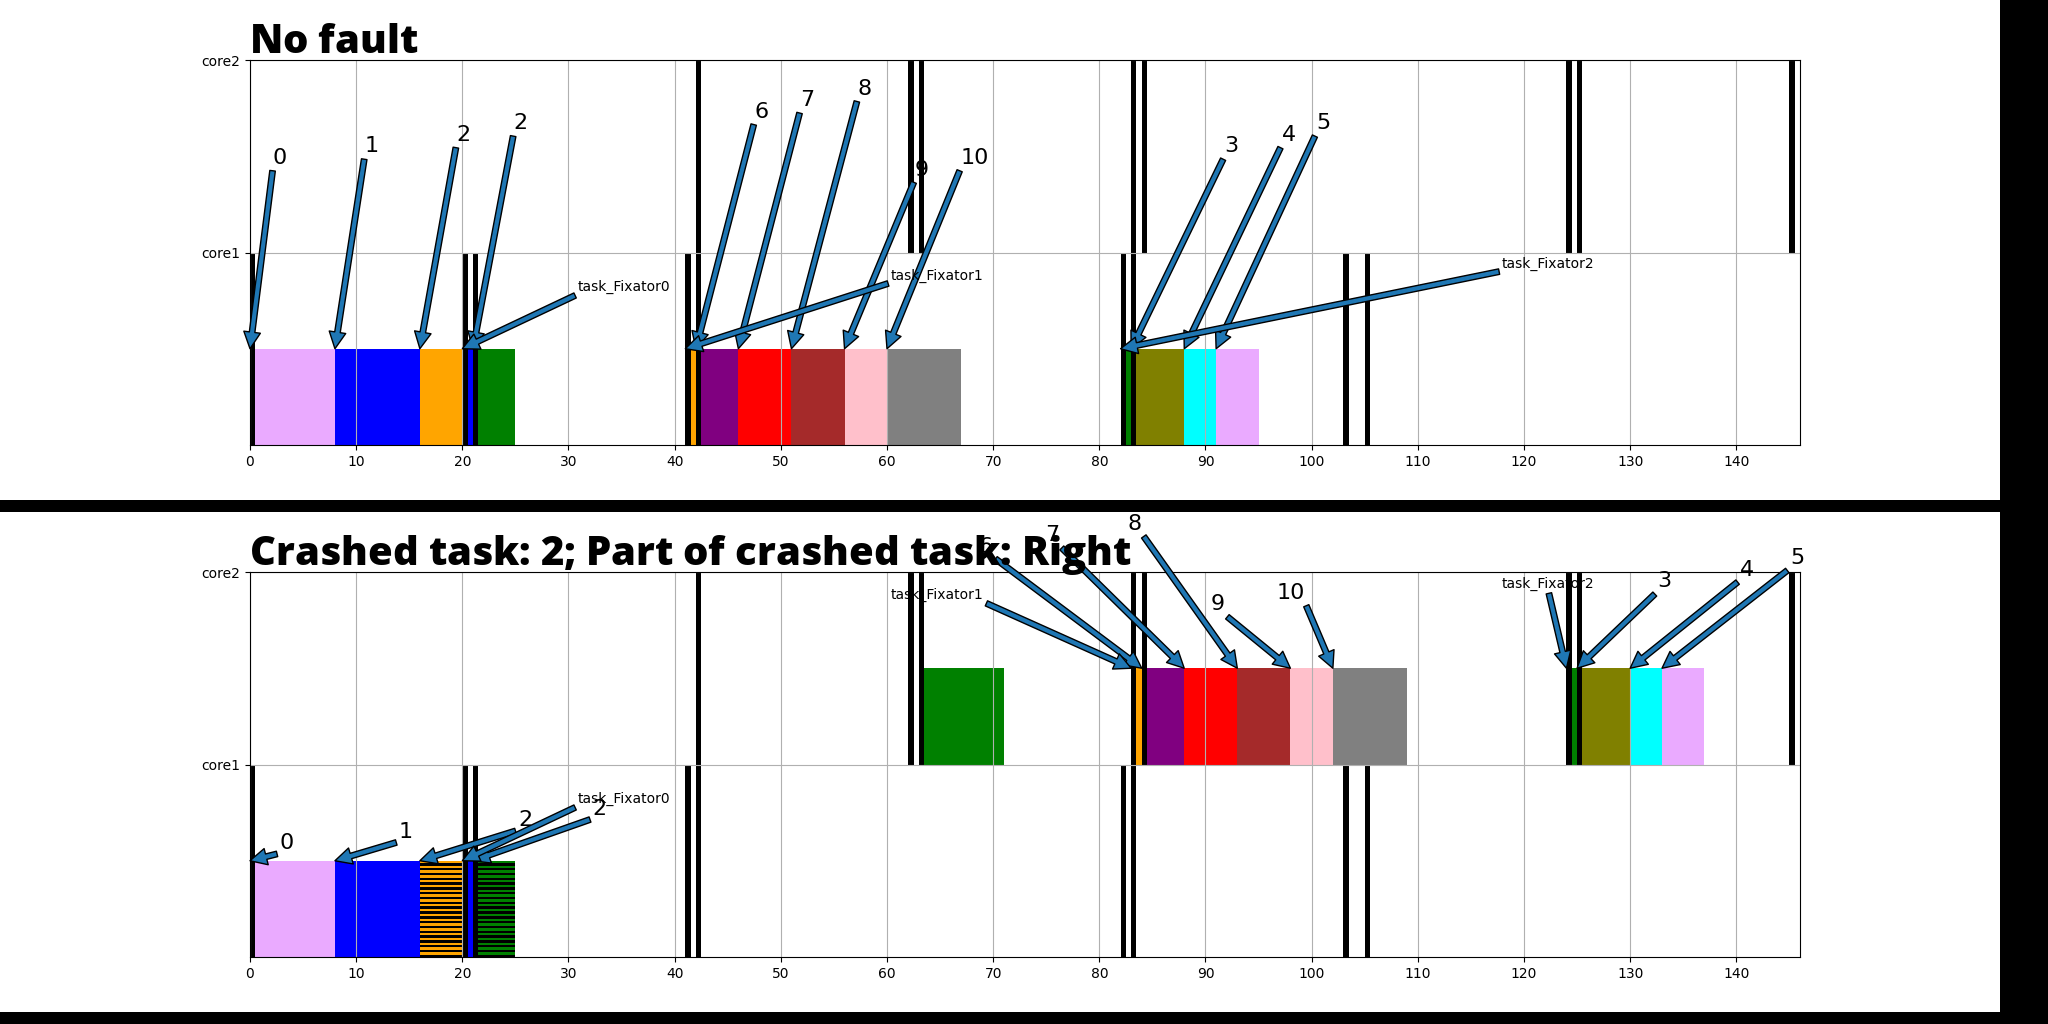 No fault
core2
8
7
6
2
2
5
4
3
1
0
10
9
core1
task_Fixator2
task_Fixator1
task_Fixator0
0 10 20 30 40 50 60 70 80 90 100 110 120 130 140
8
7
6
Crashed task: 2; Part of crashed task: Right
5
4
core2
3
task_Fixator2
10
task_Fixator1
9
core1
task_Fixator0
2
2
1
0
0 10 20 30 40 50 60 70 80 90 100 110 120 130 140